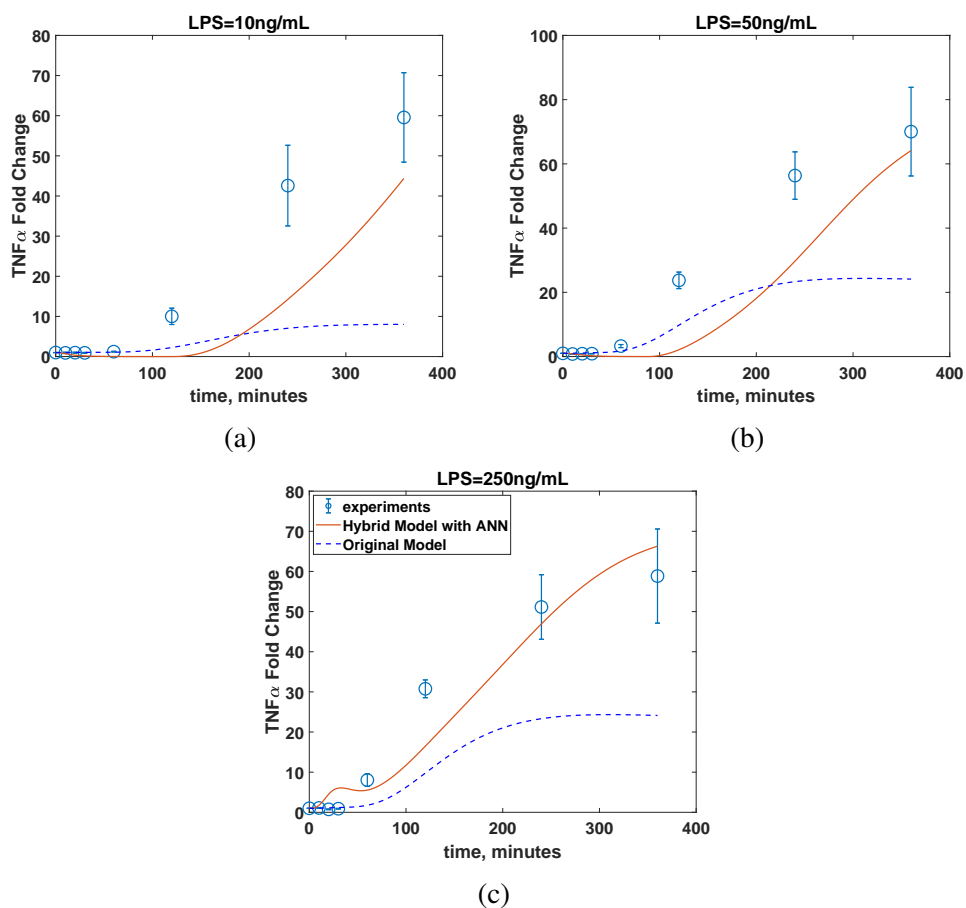 LPS=10ng/mL
80
70
60
50
40
30
20
10
0
0 100 200 300 400
TNFα Fold Change
time, minutes
(a)
LPS=50ng/mL
100
80
60
40
20
0
0 100 200 300 400
TNFα Fold Change
time, minutes
(b)
LPS=250ng/mL
80
70
60
50
40
30
20
10
0
0 100 200 300 400
TNFα Fold Change
experiments
Hybrid Model with ANN
Original Model
time, minutes
(c)